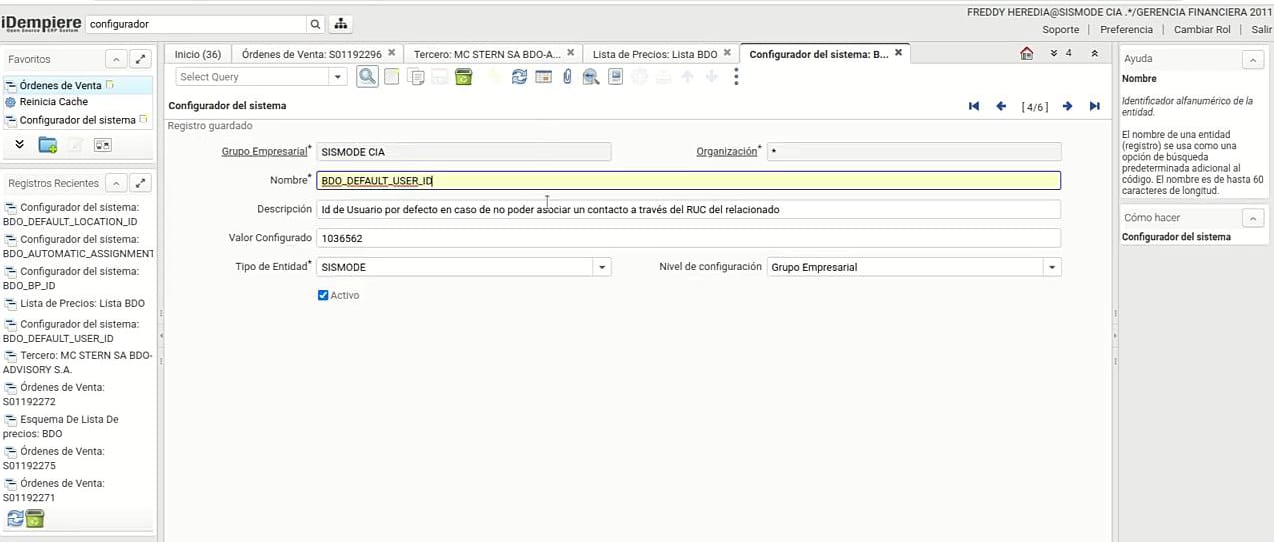 FREDDY HEREDIA@SISMODE CIA .*/GERENCIA FINANCIERA 2011
iDempiere
Open Source ERP System
configurador
Soporte | Preferencia | Cambiar Rol | Salir
Favoritos
Órdenes de Venta
Reinicia Cache
Configurador del sistema
Registros Recientes
Configurador del sistema:
BDO_DEFAULT_LOCATION_ID
Configurador del sistema:
BDO_AUTOMATIC_ASSIGNMENT
Configurador del sistema:
BDO_BP_ID
Lista de Precios: Lista BDO
Configurador del sistema:
BDO_DEFAULT_USER_ID
Tercero: MC STERN SA BDO-
ADVISORY S.A.
Órdenes de Venta:
S01192272
Esquema De Lista De
precios: BDO
Órdenes de Venta:
S01192275
Órdenes de Venta:
S01192271
Inicio (36)
Órdenes de Venta: S01192296
Tercero: MC STERN SA BDO-A...
Lista de Precios: Lista BDO
Configurador del sistema: B...
4
Select Query
Configurador del sistema
[ 4/6 ]
Registro guardado
Grupo Empresarial* SISMODE CIA
Organización* *
Nombre* BDO_DEFAULT_USER_ID
Descripción Id de Usuario por defecto en caso de no poder asociar un contacto a través del RUC del relacionado
Valor Configurado 1036562
Tipo de Entidad* SISMODE
Nivel de configuración Grupo Empresarial
Activo
Ayuda
Nombre
Identificador alfanumérico de la
entidad.
El nombre de una entidad
(registro) se usa como una
opción de búsqueda
predeterminada adicional al
código. El nombre es de hasta 60
caracteres de longitud.
Cómo hacer
Configurador del sistema